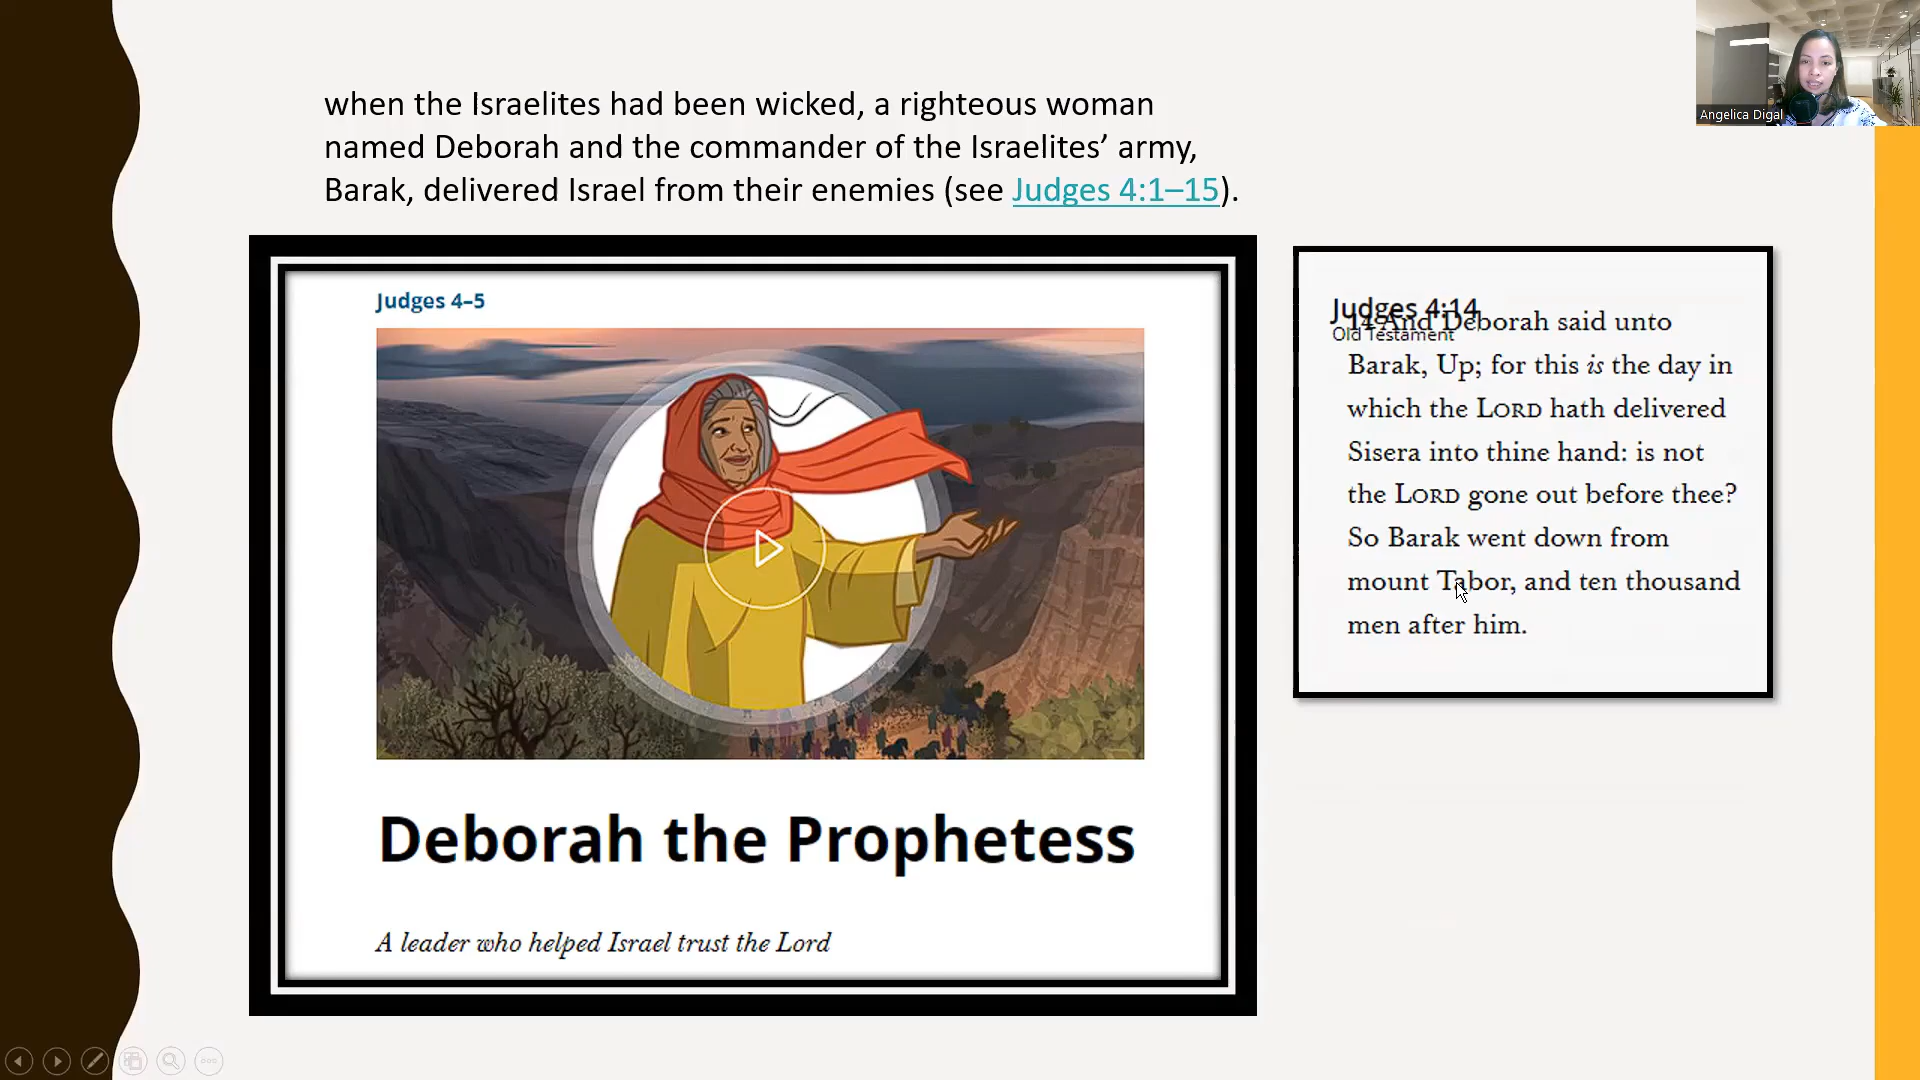 when the Israelites had been wicked, a righteous woman
named Deborah and the commander of the Israelites’ army,
Barak, delivered Israel from their enemies (see Judges 4:1–15).
Angelica Digal
Judges 4–5
Deborah the Prophetess
A leader who helped Israel trust the Lord
Judges 4:14
Old Testament
14 And Deborah said unto
Barak, Up; for this is the day in
which the LORD hath delivered
Sisera into thine hand: is not
the LORD gone out before thee?
So Barak went down from
mount Tabor, and ten thousand
men after him.